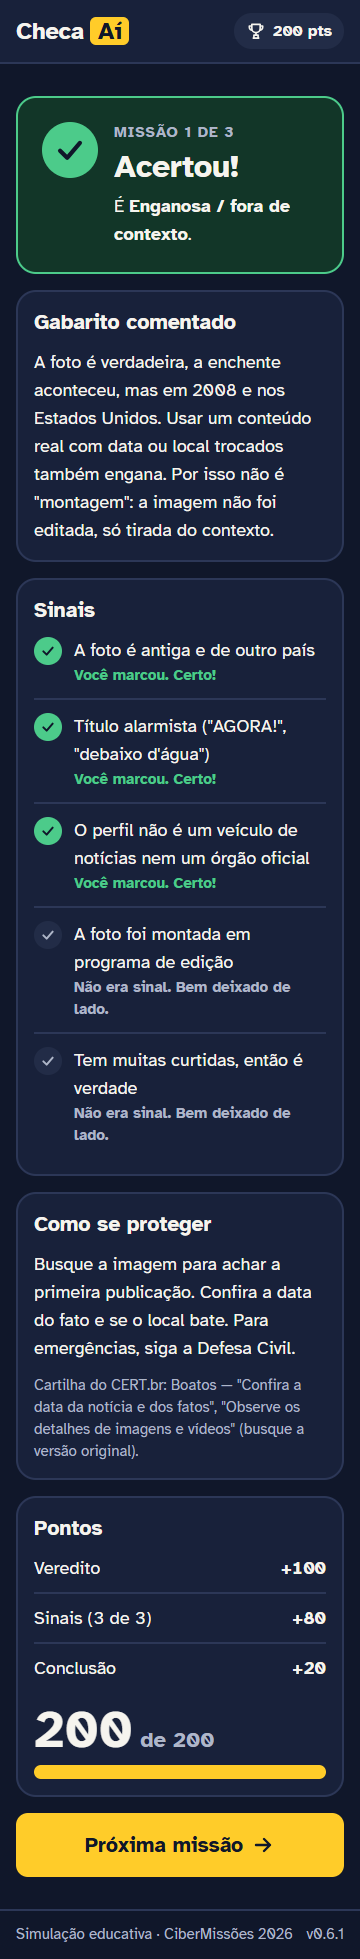 Checa Aí
200 pts
MISSÃO 1 DE 3
Acertou!
É Enganosa / fora de
contexto.
Gabarito comentado
A foto é verdadeira, a enchente
aconteceu, mas em 2008 e nos
Estados Unidos. Usar um conteúdo
real com data ou local trocados
também engana. Por isso não é
"montagem": a imagem não foi
editada, só tirada do contexto.
Sinais
A foto é antiga e de outro país
Você marcou. Certo!
Título alarmista ("AGORA!",
"debaixo d'água")
Você marcou. Certo!
O perfil não é um veículo de
notícias nem um órgão oficial
Você marcou. Certo!
A foto foi montada em
programa de edição
Não era sinal. Bem deixado de
lado.
Tem muitas curtidas, então é
verdade
Não era sinal. Bem deixado de
lado.
Como se proteger
Busque a imagem para achar a
primeira publicação. Confira a data
do fato e se o local bate. Para
emergências, siga a Defesa Civil.
Cartilha do CERT.br: Boatos — "Confira a
data da notícia e dos fatos", "Observe os
detalhes de imagens e vídeos" (busque a
versão original).
Pontos
Veredito +100
Sinais (3 de 3) +80
Conclusão +20
200 de 200
Próxima missão →
Simulação educativa · CiberMissões 2026 v0.6.1